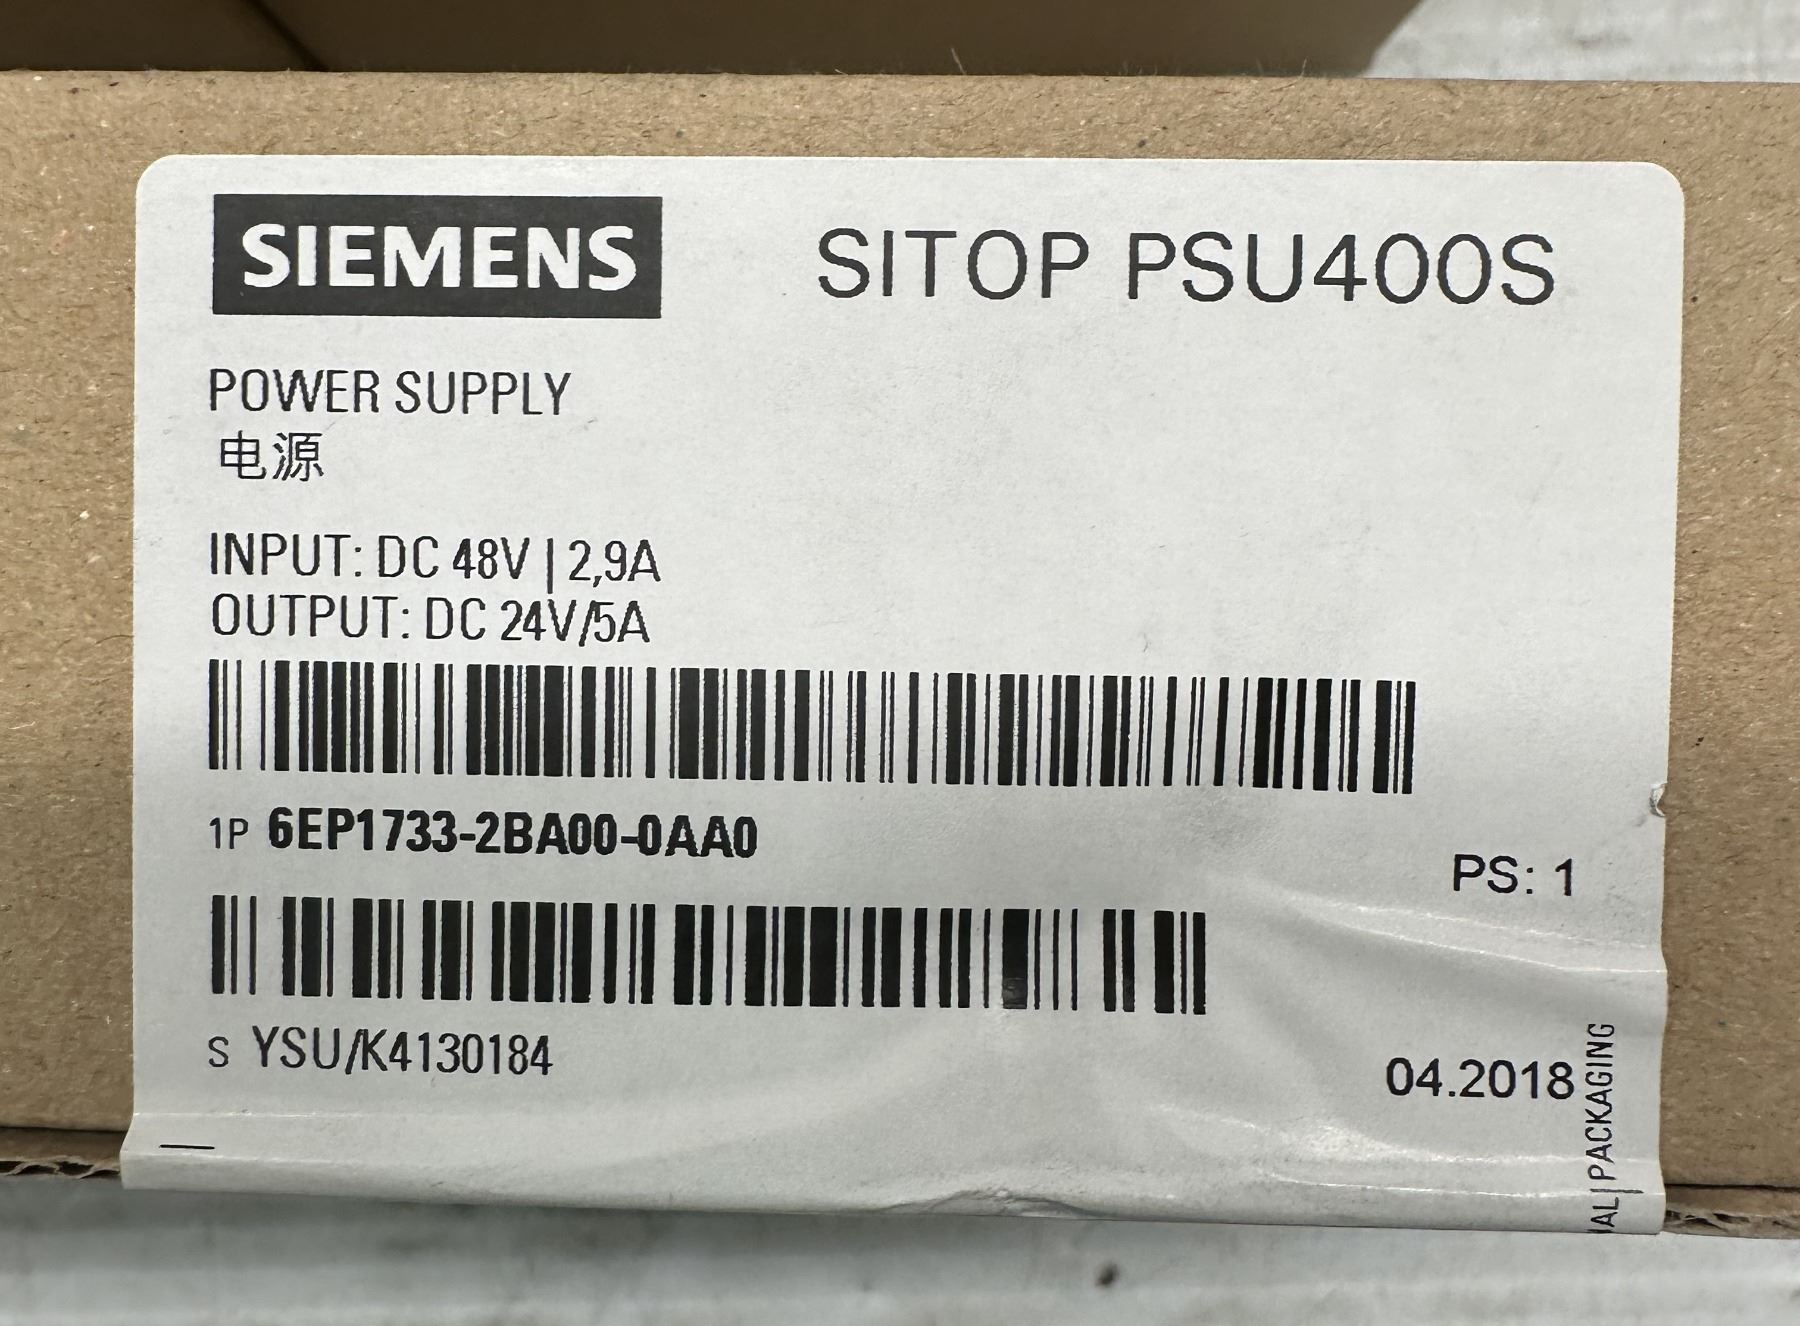 SIEMENS
SITOP PSU400S
POWER SUPPLY
电源
INPUT: DC 48V | 2,9A
OUTPUT: DC 24V/5A
1P 6EP1733-2BA00-0AA0
PS: 1
S YSU/K4130184
04.2018
PACKAGING